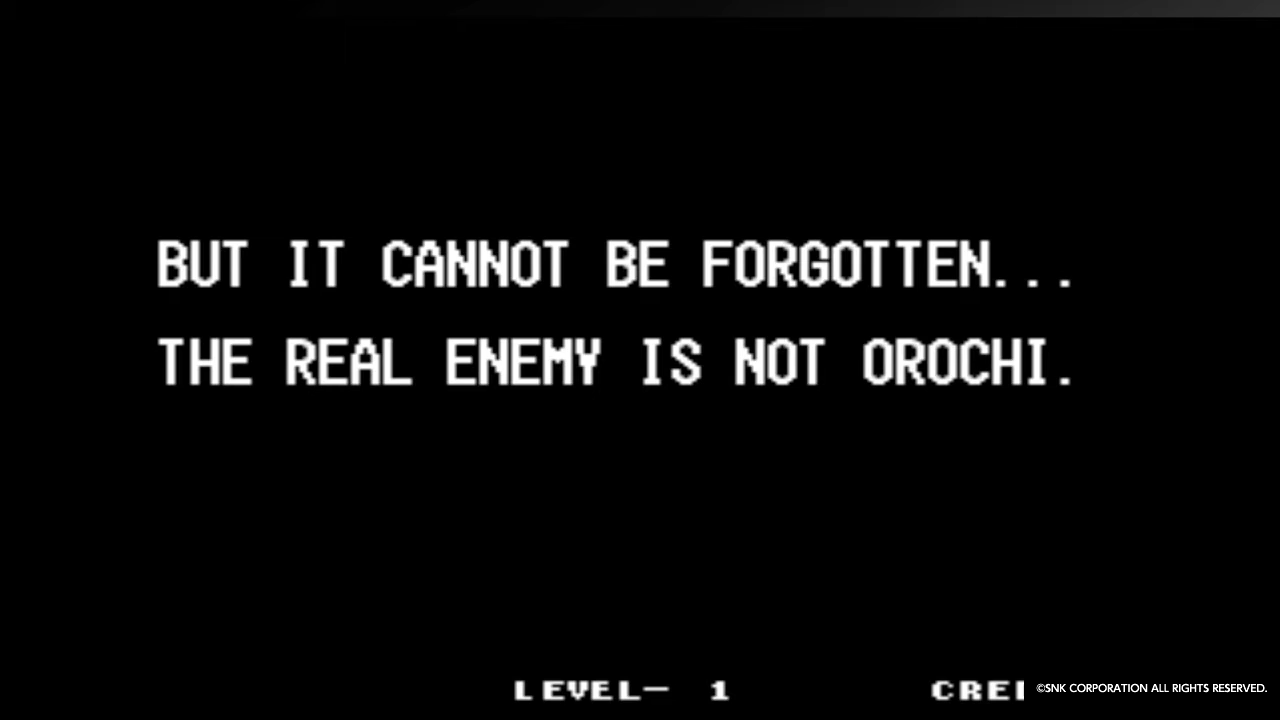 BUT IT CANNOT BE FORGOTTEN...
THE REAL ENEMY IS NOT OROCHI.
LEVEL- 1
©SNK CORPORATION ALL RIGHTS RESERVED.